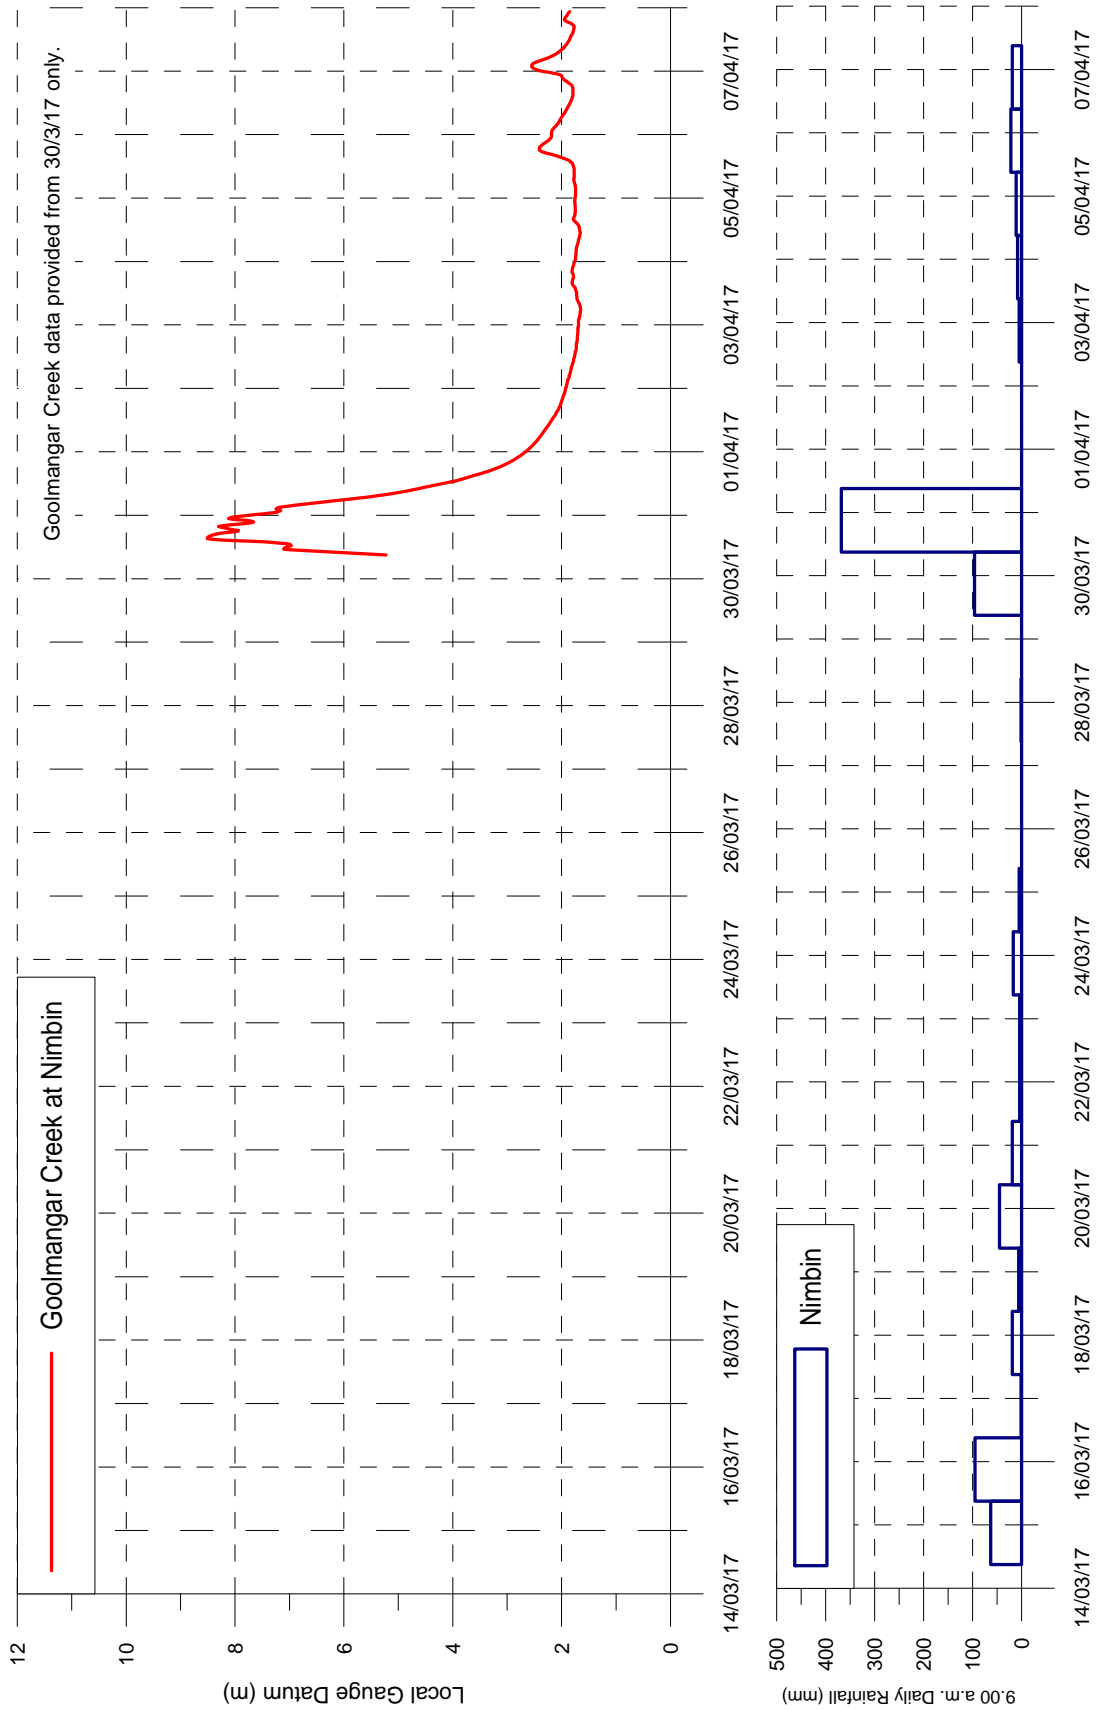 Goolmangar Creek at Nimbin
Goolmangar Creek data provided from 30/3/17 only.
Local Gauge Datum (m)
12
10
8
6
4
2
0
14/03/17 16/03/17 18/03/17 20/03/17 22/03/17 24/03/17 26/03/17 28/03/17 30/03/17 01/04/17 03/04/17 05/04/17 07/04/17
Nimbin
9.00 a.m. Daily Rainfall (mm)
500
400
300
200
100
0
14/03/17 16/03/17 18/03/17 20/03/17 22/03/17 24/03/17 26/03/17 28/03/17 30/03/17 01/04/17 03/04/17 05/04/17 07/04/17